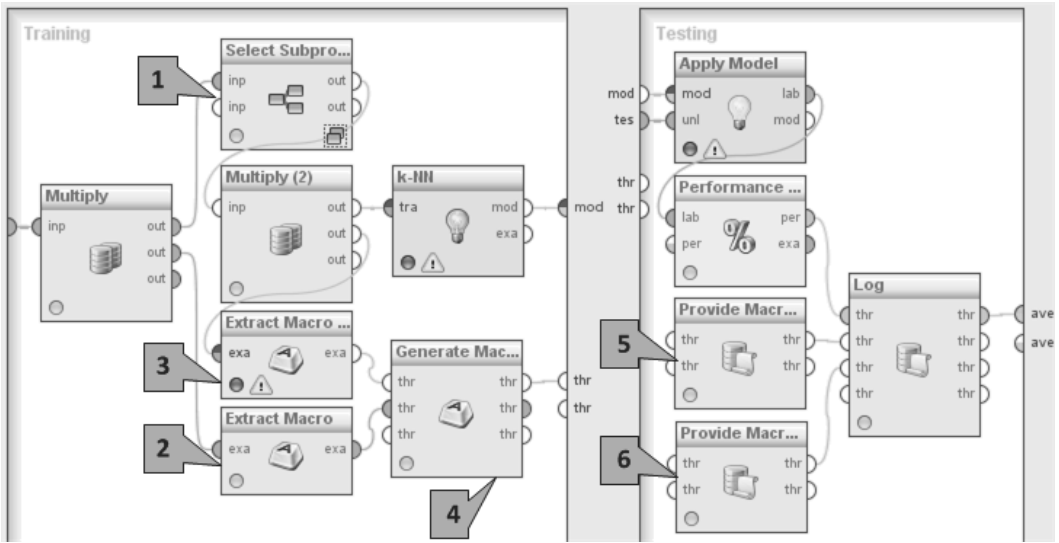 Training
Select Subpro...
inp out
inp out
1
Multiply
inp out
out
out
Multiply (2)
inp out
out
out
k-NN
tra mod
exa
mod
Extract Macro ...
exa exa
3
Extract Macro
exa exa
2
Generate Mac...
thr thr
thr thr
thr thr
4
thr
thr
Testing
mod
tes
thr
thr
Apply Model
mod lab
unl mod
Performance ...
lab per
per exa
Provide Macr...
thr thr
thr thr
5
Provide Macr...
thr thr
thr thr
6
Log
thr thr
thr thr
thr thr
thr thr
ave
ave